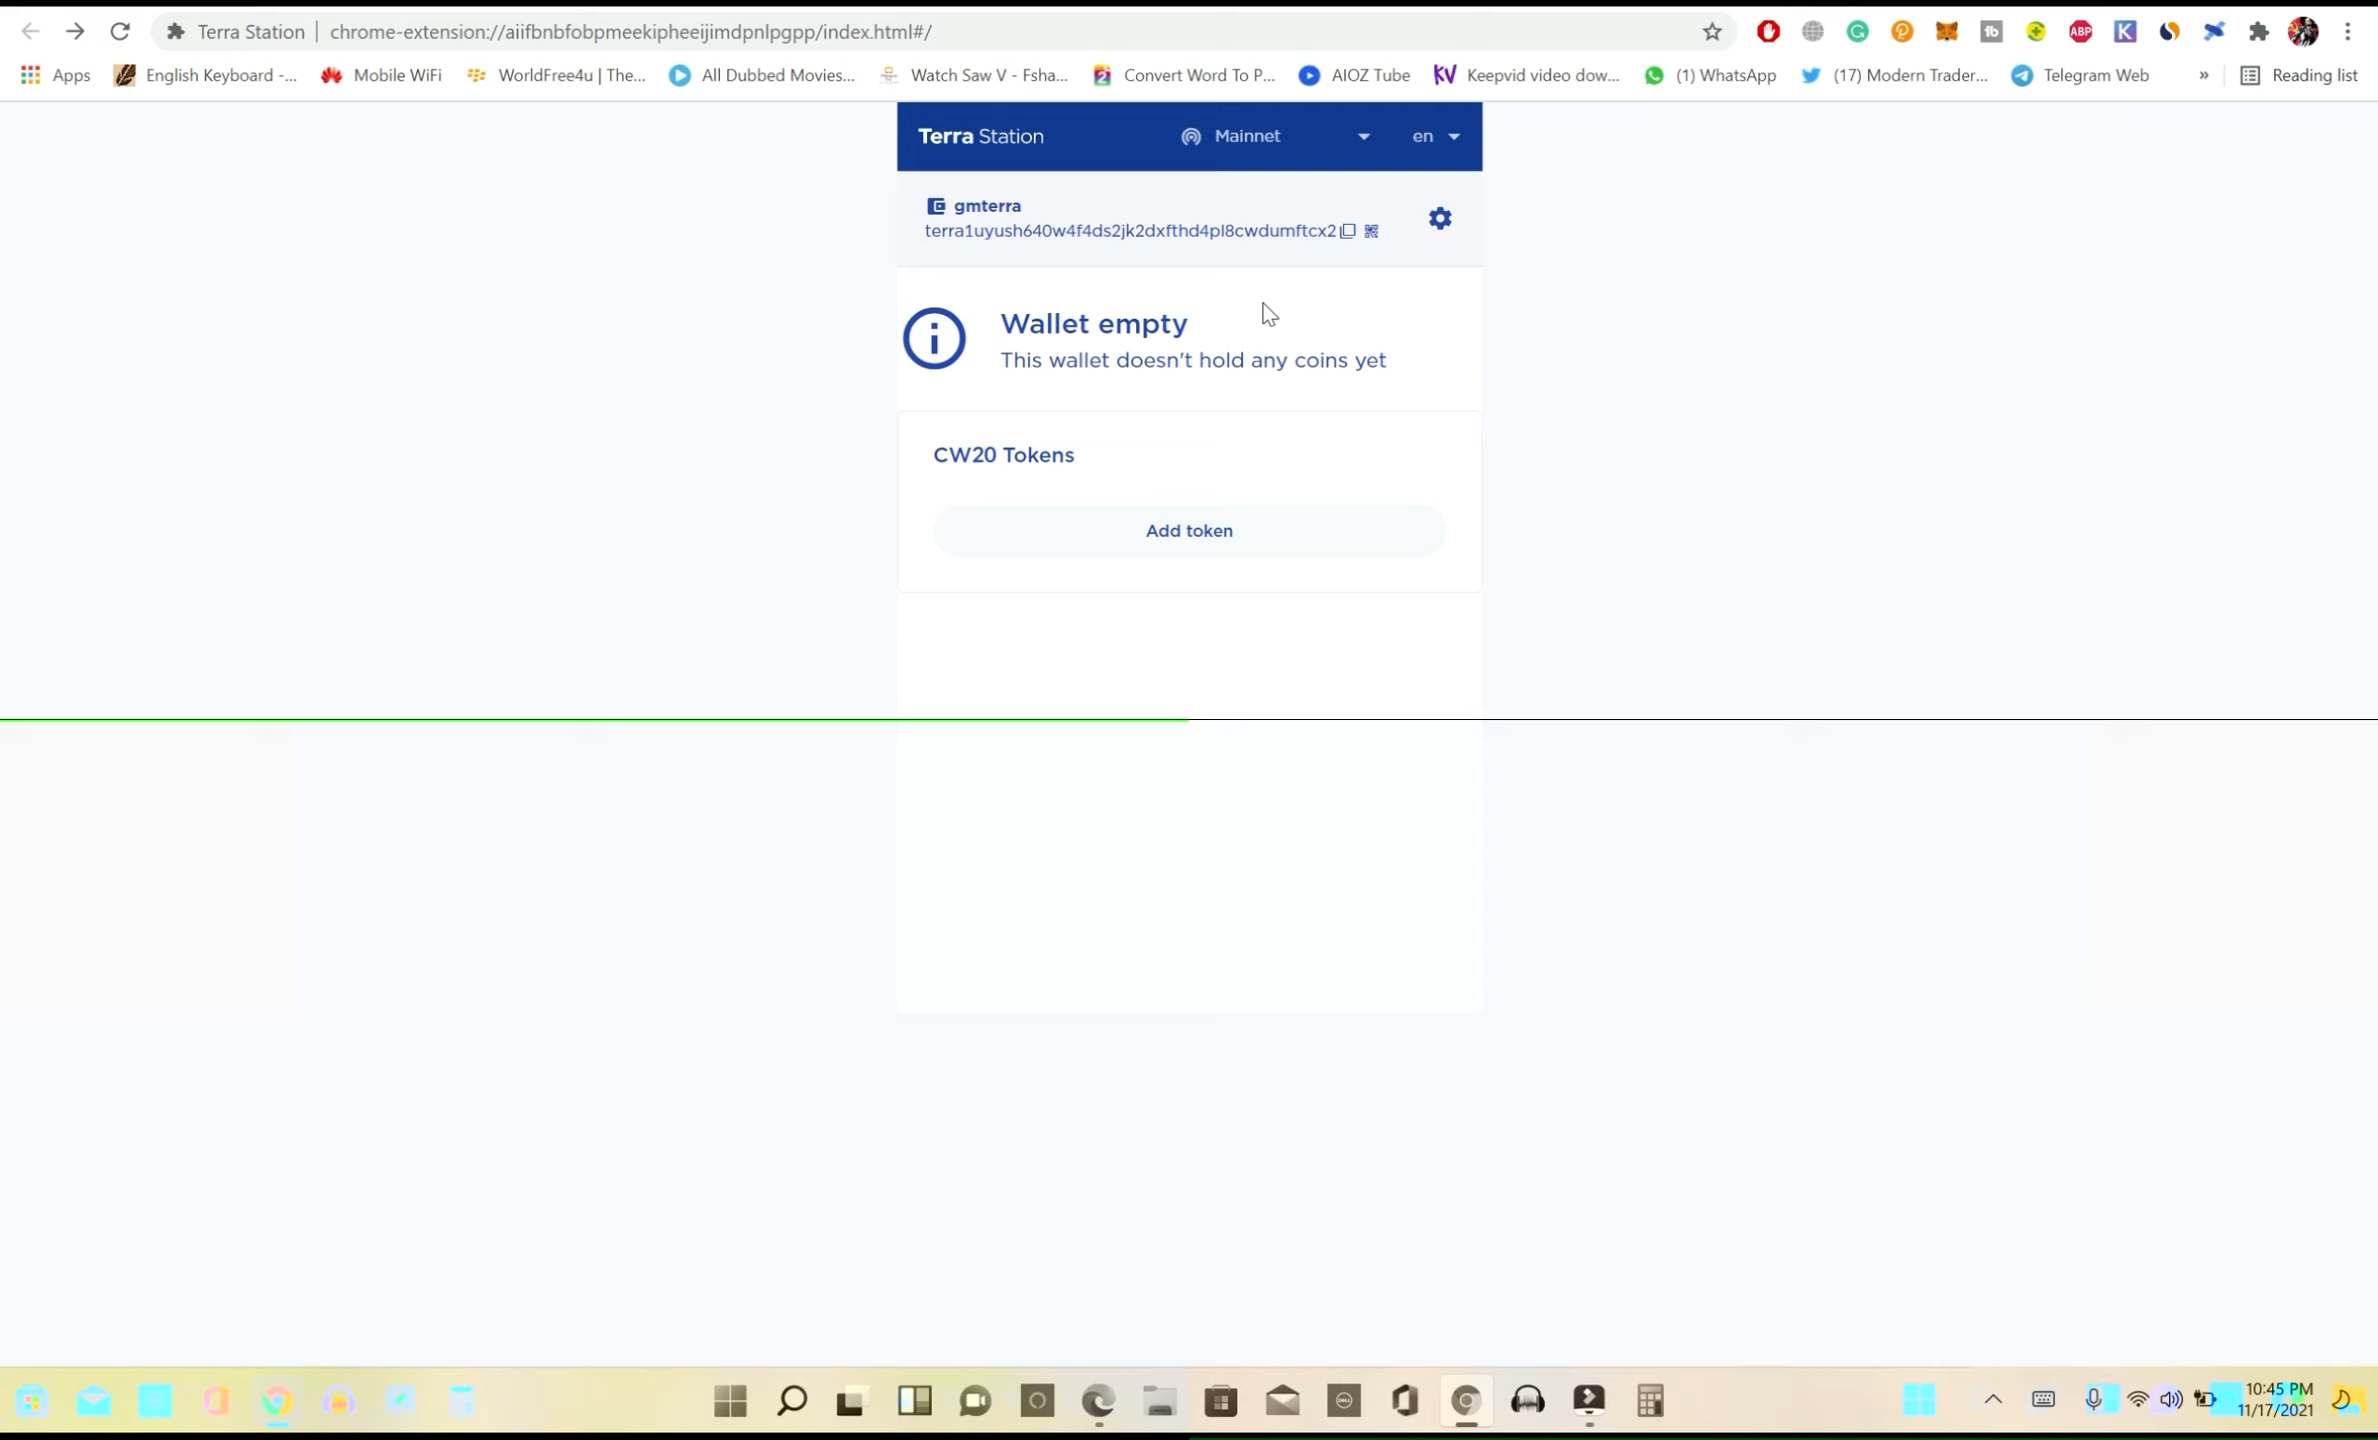 Terra Station | chrome-extension://aiifbnbfobpmeekipheeijimdpnlpgpp/index.html#/
Apps English Keyboard -... Mobile WiFi WorldFree4u | The... All Dubbed Movies... Watch Saw V - Fsha... Convert Word To P... AIOZ Tube Keepvid video dow... (1) WhatsApp (17) Modern Trader... Telegram Web » Reading list
Terra Station Mainnet en
gmterra
terra1uyush640w4f4ds2jk2dxfthd4pl8cwdumftcx2
Wallet empty
This wallet doesn't hold any coins yet
CW20 Tokens
Add token
10:45 PM
11/17/2021